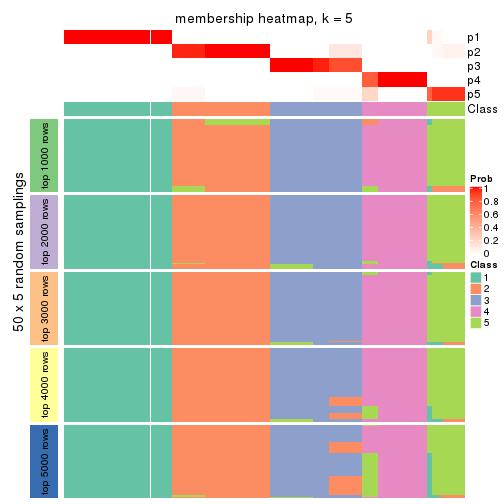 membership heatmap, k = 5
p1
p2
p3
p4
p5
Class
50 x 5 random samplings
top 1000 rows
top 2000 rows
top 3000 rows
top 4000 rows
top 5000 rows
Prob
1
0.8
0.6
0.4
0.2
0
Class
1
2
3
4
5